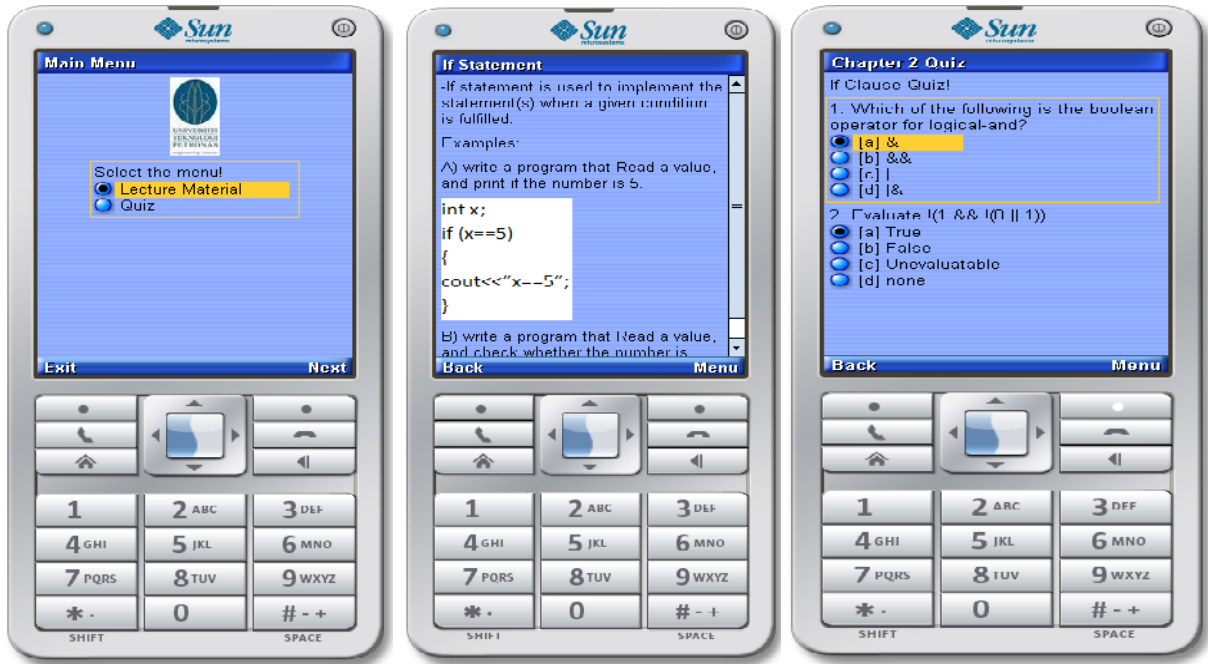 Sun
microsystems
Main Menu
UNIVERSITI
TEKNOLOGI
PETRONAS
Select the menu!
Lecture Material
Quiz
Exit
Next
1
2 ABC
3 DEF
4 GHI
5 JKL
6 MNO
7 PQRS
8 TUV
9 WXYZ
* .
0
# - +
SHIFT
SPACE
Sun
microsystems
If Statement
-If statement is used to implement the
statement(s) when a given condition
is fulfilled.
Examples:
A) write a program that Read a value,
and print if the number is 5.
int x;
if (x==5)
{
cout<<"x==5";
}
B) write a program that Read a value,
and check whether the number is
Back
Menu
1
2 ABC
3 DEF
4 GHI
5 JKL
6 MNO
7 PQRS
8 TUV
9 WXYZ
* .
0
# - +
SHIFT
SPACE
Sun
microsystems
Chapter 2 Quiz
If Clause Quiz!
1. Which of the following is the boolean
operator for logical-and?
[a] &
[b] &&
[c] |
[d] |&
2. Evaluate !(1 && !(0 || 1))
[a] True
[b] False
[c] Unevaluatable
[d] none
Back
Menu
1
2 ABC
3 DEF
4 GHI
5 JKL
6 MNO
7 PQRS
8 TUV
9 WXYZ
* .
0
# - +
SHIFT
SPACE